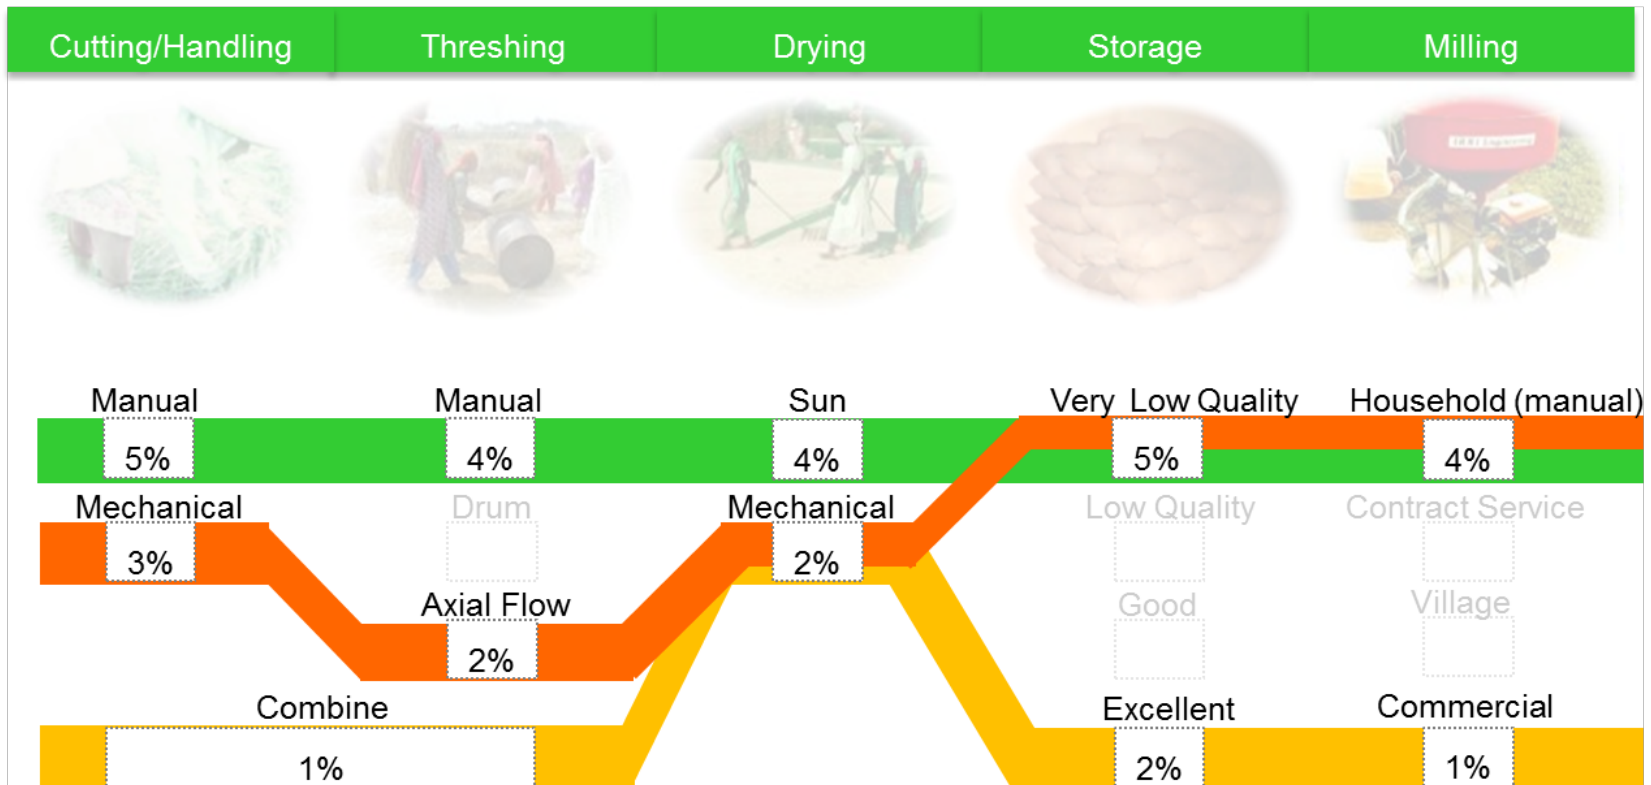 Cutting/Handling Threshing Drying Storage Milling
Manual Manual Sun Very Low Quality Household (manual)
5% 4% 4% 5% 4%
Mechanical Drum Mechanical Low Quality Contract Service
3% 2%
Axial Flow Good Village
2%
Combine Excellent Commercial
1% 2% 1%